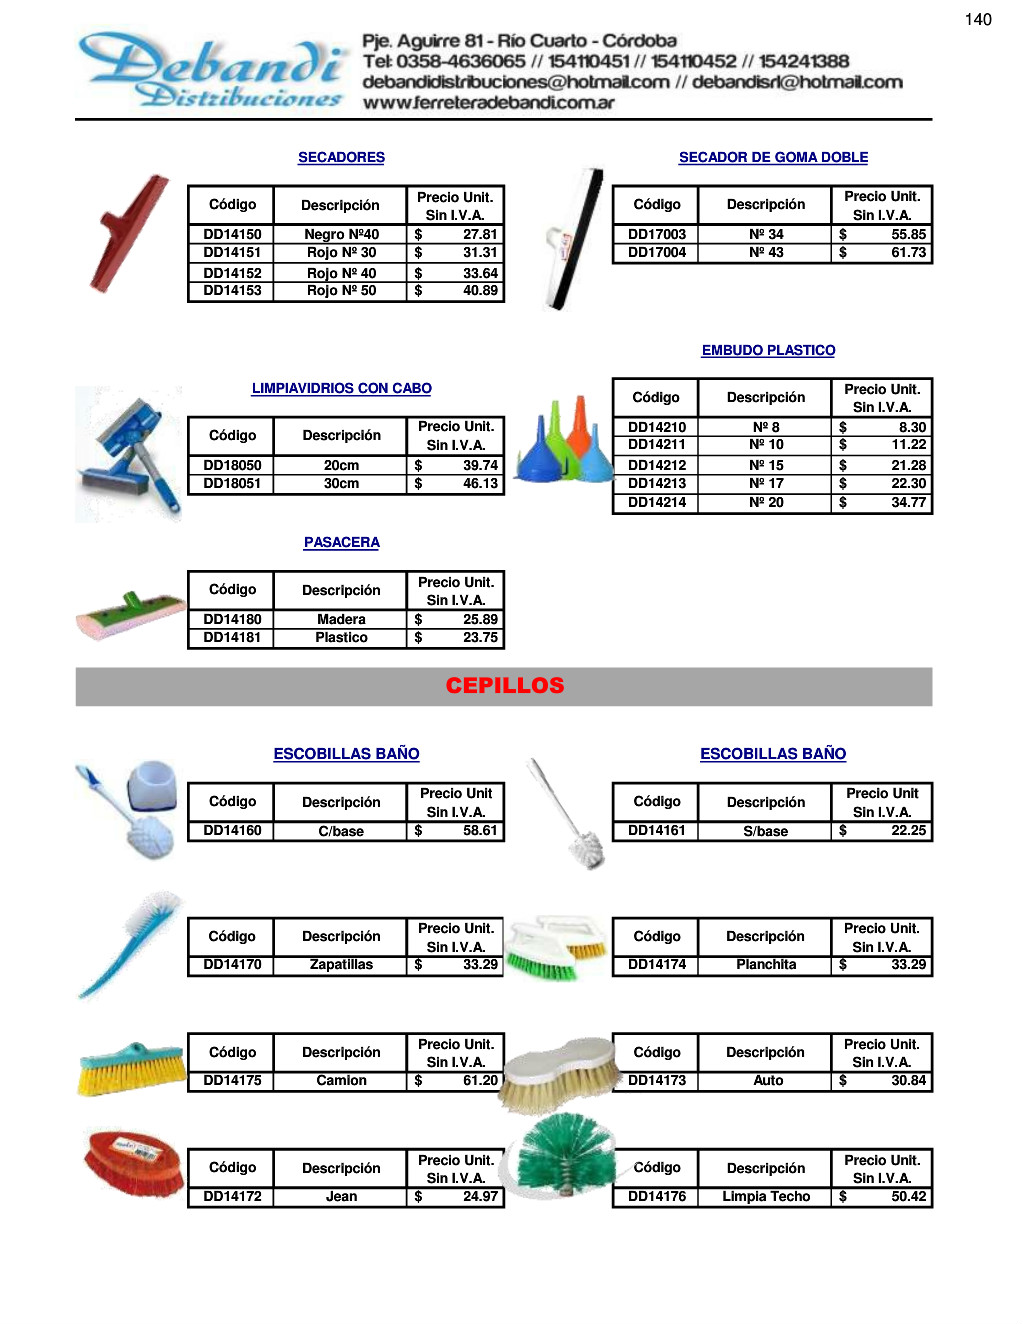 140
Debandi
Distribuciones
Pje. Aguirre 81 - Río Cuarto - Córdoba
Tel: 0358-4636065 // 154110451 // 154110452 // 154241388
debandidistribuciones@hotmail.com // debandisrl@hotmail.com
www.ferreteradebandi.com.ar
SECADORES
Código Descripción Precio Unit. Sin I.V.A.
DD14150 Negro Nº40 $ 27.81
DD14151 Rojo Nº 30 $ 31.31
DD14152 Rojo Nº 40 $ 33.64
DD14153 Rojo Nº 50 $ 40.89
SECADOR DE GOMA DOBLE
Código Descripción Precio Unit. Sin I.V.A.
DD17003 Nº 34 $ 55.85
DD17004 Nº 43 $ 61.73
LIMPIAVIDRIOS CON CABO
Código Descripción Precio Unit. Sin I.V.A.
DD18050 20cm $ 39.74
DD18051 30cm $ 46.13
EMBUDO PLASTICO
Código Descripción Precio Unit. Sin I.V.A.
DD14210 Nº 8 $ 8.30
DD14211 Nº 10 $ 11.22
DD14212 Nº 15 $ 21.28
DD14213 Nº 17 $ 22.30
DD14214 Nº 20 $ 34.77
PASACERA
Código Descripción Precio Unit. Sin I.V.A.
DD14180 Madera $ 25.89
DD14181 Plastico $ 23.75
CEPILLOS
ESCOBILLAS BAÑO
Código Descripción Precio Unit Sin I.V.A.
DD14160 C/base $ 58.61
ESCOBILLAS BAÑO
Código Descripción Precio Unit Sin I.V.A.
DD14161 S/base $ 22.25
Código Descripción Precio Unit. Sin I.V.A.
DD14170 Zapatillas $ 33.29
Código Descripción Precio Unit. Sin I.V.A.
DD14174 Planchita $ 33.29
Código Descripción Precio Unit. Sin I.V.A.
DD14175 Camion $ 61.20
Código Descripción Precio Unit. Sin I.V.A.
DD14173 Auto $ 30.84
Código Descripción Precio Unit. Sin I.V.A.
DD14172 Jean $ 24.97
Código Descripción Precio Unit. Sin I.V.A.
DD14176 Limpia Techo $ 50.42